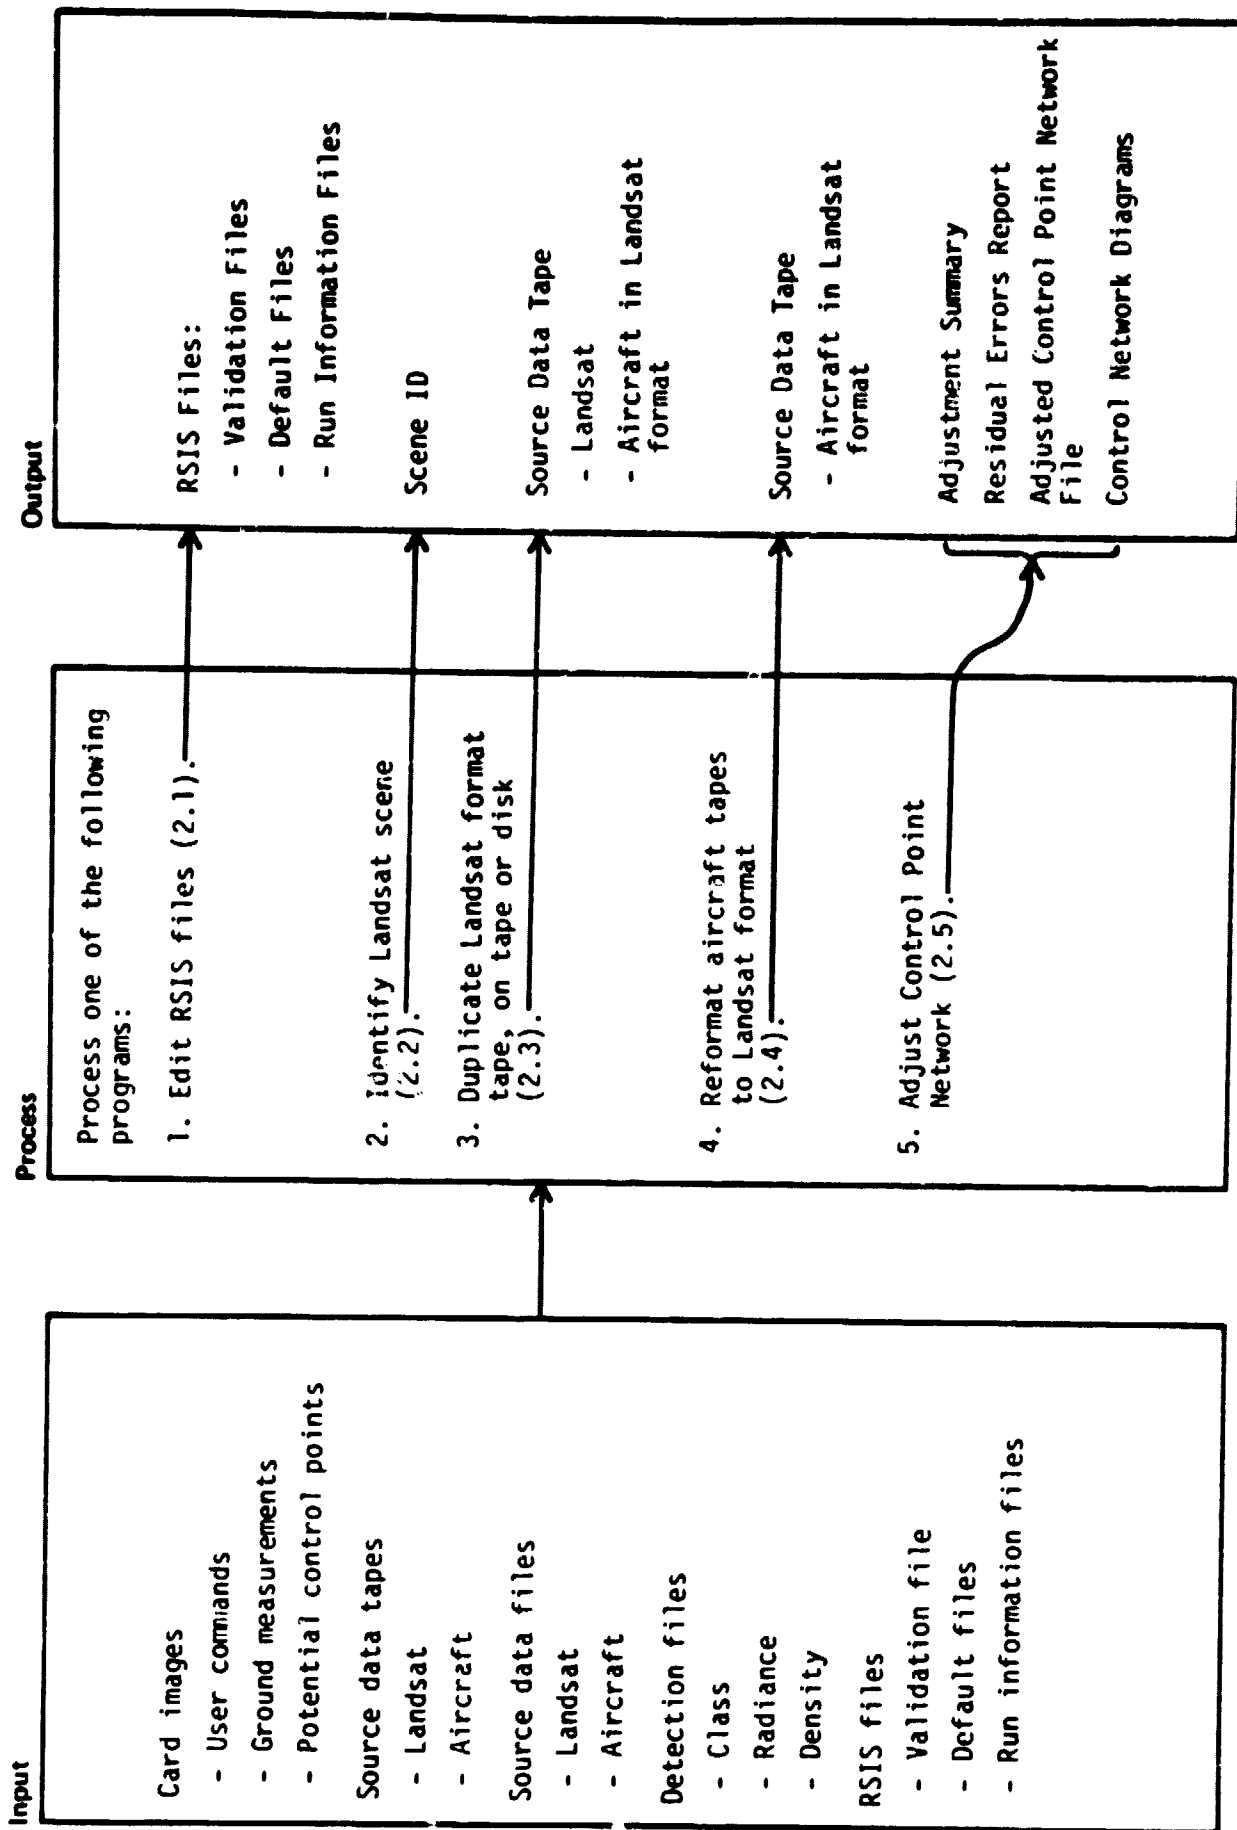 Input
Card images
- User commands
- Ground measurements
- Potential control points
Source data tapes
- Landsat
- Aircraft
Source data files
- Landsat
- Aircraft
Detection files
- Class
- Radiance
- Density
RSIS files
- Validation file
- Default files
- Run information files
Process
Process one of the following
programs:
1. Edit RSIS files (2.1).
2. Identify Landsat scene
(2.2).
3. Duplicate Landsat format
tape, on tape or disk
(2.3).
4. Reformat aircraft tapes
to Landsat format
(2.4).
5. Adjust Control Point
Network (2.5).
Output
RSIS Files:
- Validation Files
- Default Files
- Run Information Files
Scene ID
Source Data Tape
- Landsat
- Aircraft in Landsat
format
Source Data Tape
- Aircraft in Landsat
format
Adjustment Summary
Residual Errors Report
Adjusted Control Point Network
File
Control Network Diagrams